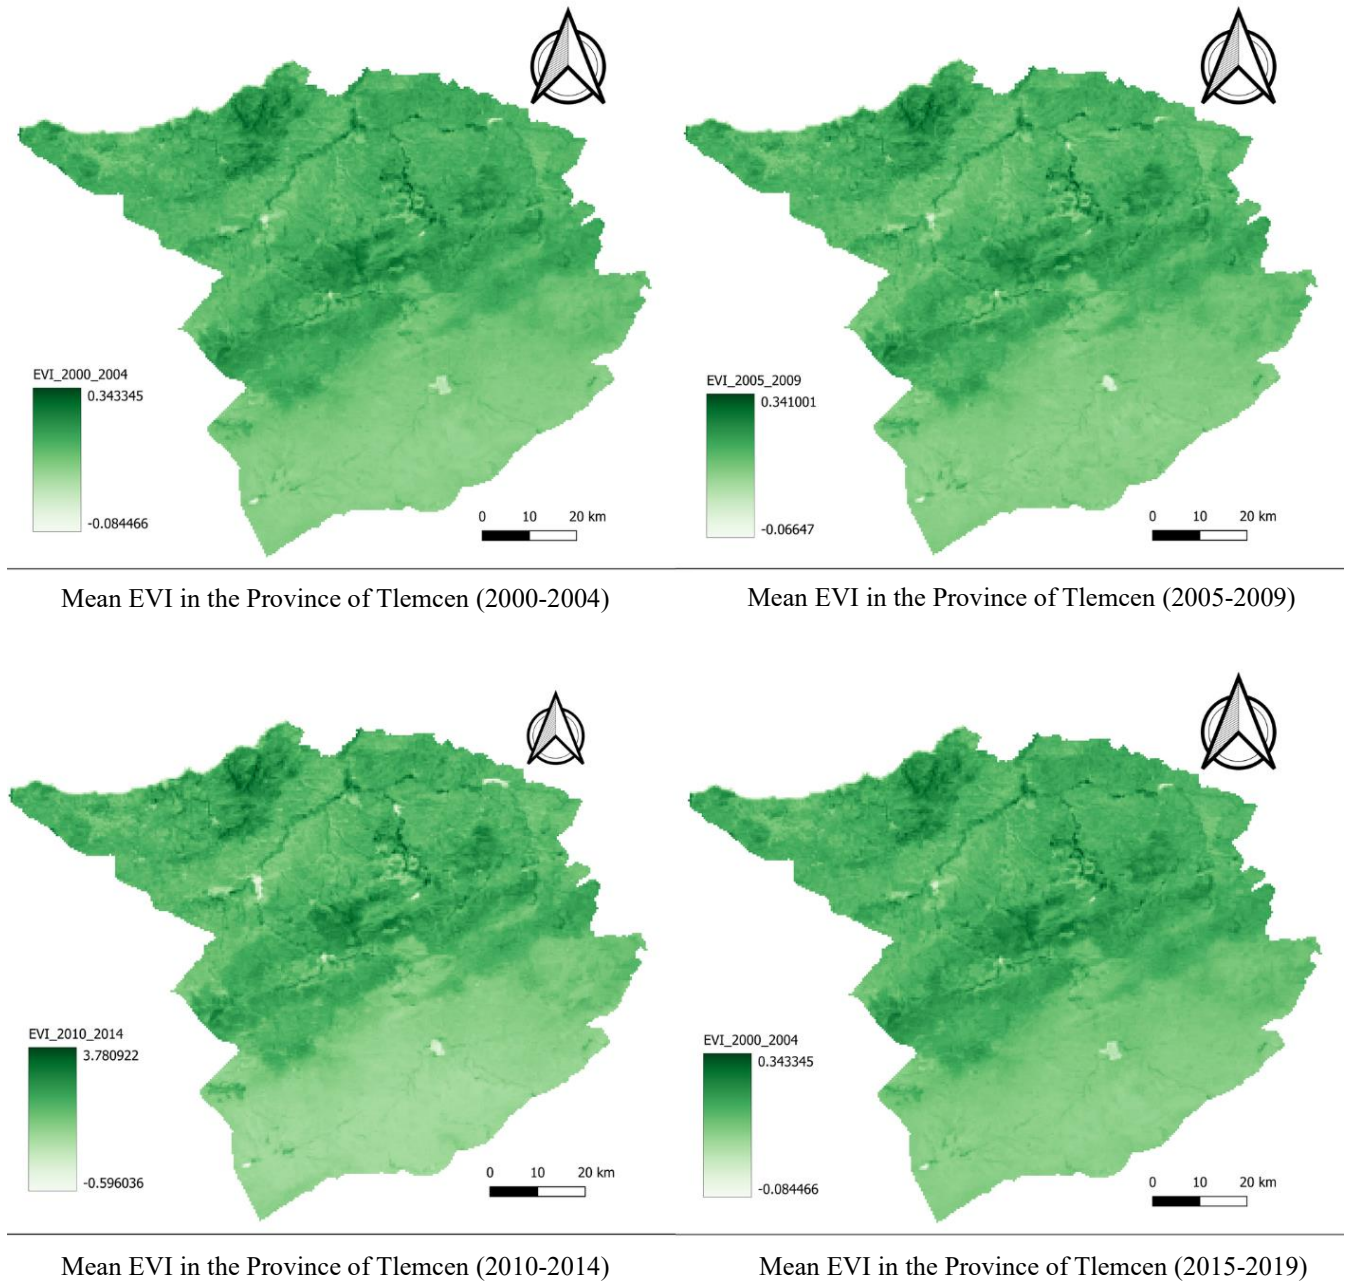 EVI_2000_2004
0.343345
-0.084466
0 10 20 km
EVI_2005_2009
0.341001
-0.06647
0 10 20 km
Mean EVI in the Province of Tlemcen (2000-2004)
Mean EVI in the Province of Tlemcen (2005-2009)
EVI_2010_2014
3.780922
-0.596036
0 10 20 km
EVI_2000_2004
0.343345
-0.084466
0 10 20 km
Mean EVI in the Province of Tlemcen (2010-2014)
Mean EVI in the Province of Tlemcen (2015-2019)